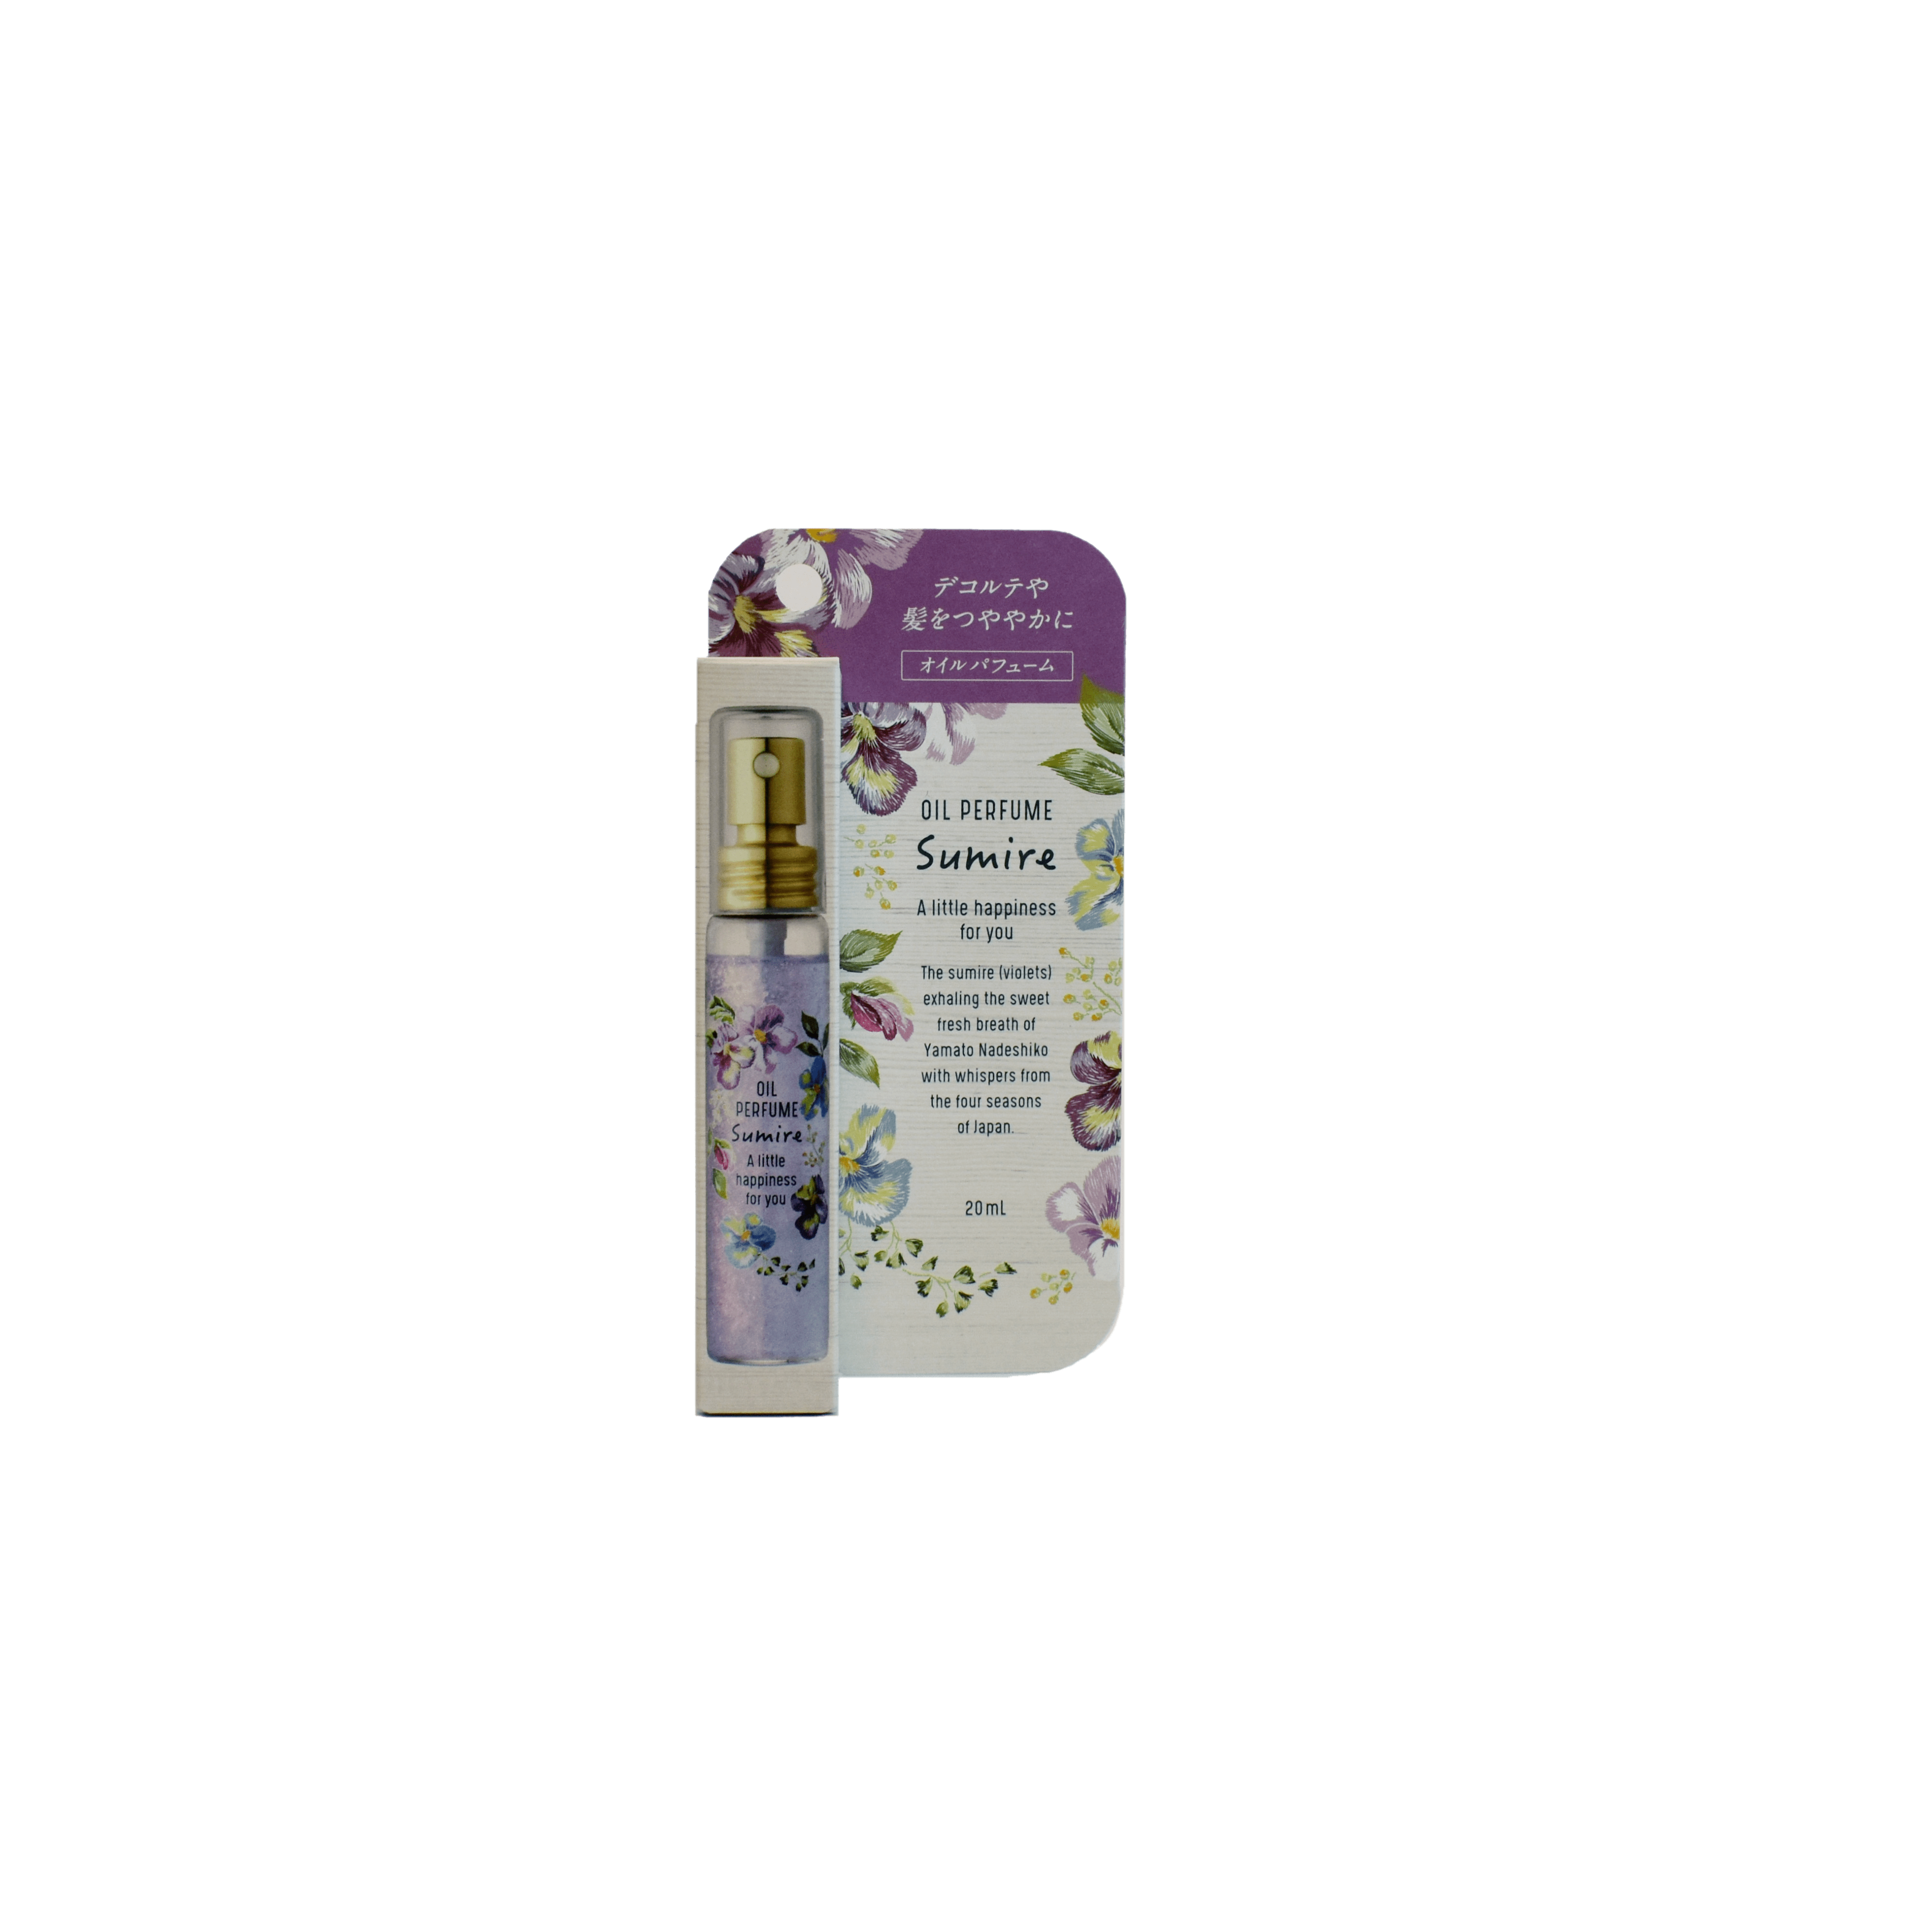 デコルテや
髪をつややかに
オイル パフューム
OIL PERFUME
Sumire
A little happiness
for you
The sumire (violets)
exhaling the sweet
fresh breath of
Yamato Nadeshiko
with whispers from
the four seasons
of Japan.
20mL
OIL
PERFUME
Sumire
A little
happiness
for you